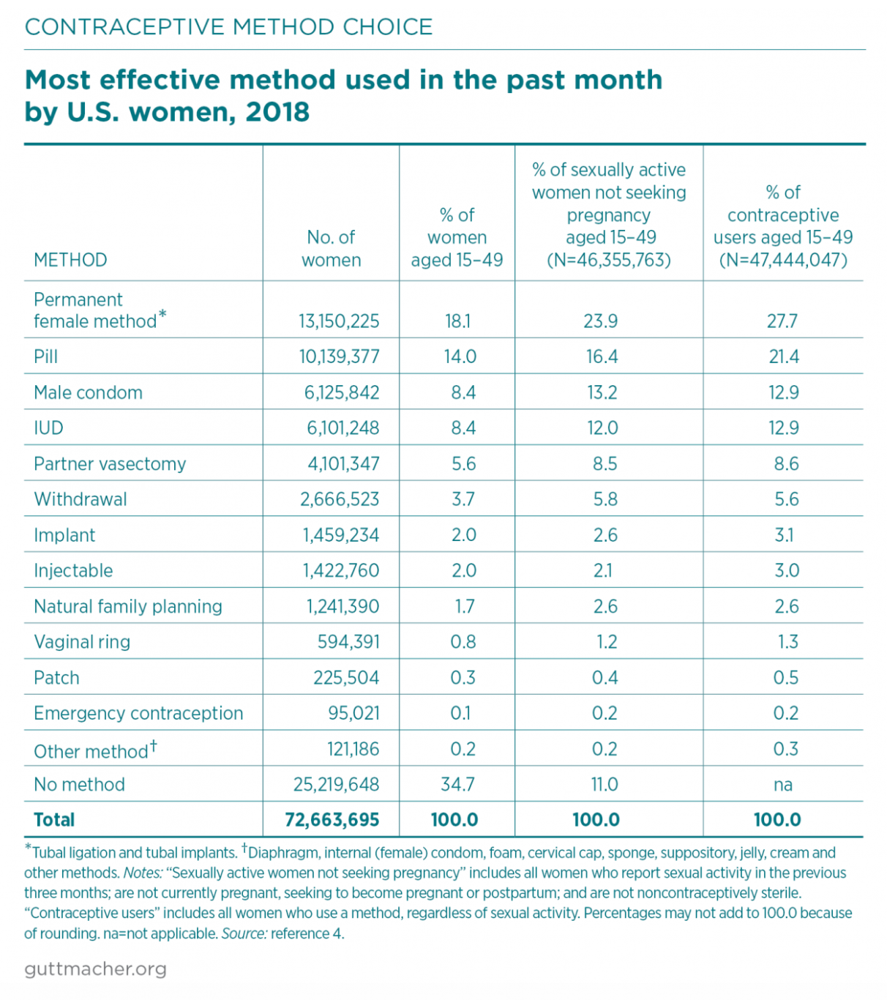 CONTRACEPTIVE METHOD CHOICE
Most effective method used in the past month
by U.S. women, 2018
METHOD
No. of
women
% of
women
aged 15–49
% of sexually active
women not seeking
pregnancy
aged 15–49
(N=46,355,763)
% of
contraceptive
users aged 15–49
(N=47,444,047)
Permanent
female method* 13,150,225 18.1 23.9 27.7
Pill 10,139,377 14.0 16.4 21.4
Male condom 6,125,842 8.4 13.2 12.9
IUD 6,101,248 8.4 12.0 12.9
Partner vasectomy 4,101,347 5.6 8.5 8.6
Withdrawal 2,666,523 3.7 5.8 5.6
Implant 1,459,234 2.0 2.6 3.1
Injectable 1,422,760 2.0 2.1 3.0
Natural family planning 1,241,390 1.7 2.6 2.6
Vaginal ring 594,391 0.8 1.2 1.3
Patch 225,504 0.3 0.4 0.5
Emergency contraception 95,021 0.1 0.2 0.2
Other method† 121,186 0.2 0.2 0.3
No method 25,219,648 34.7 11.0 na
Total 72,663,695 100.0 100.0 100.0
*Tubal ligation and tubal implants. †Diaphragm, internal (female) condom, foam, cervical cap, sponge, suppository, jelly, cream and
other methods. Notes: “Sexually active women not seeking pregnancy” includes all women who report sexual activity in the previous
three months; are not currently pregnant, seeking to become pregnant or postpartum; and are not noncontraceptively sterile.
“Contraceptive users” includes all women who use a method, regardless of sexual activity. Percentages may not add to 100.0 because
of rounding. na=not applicable. Source: reference 4.
guttmacher.org